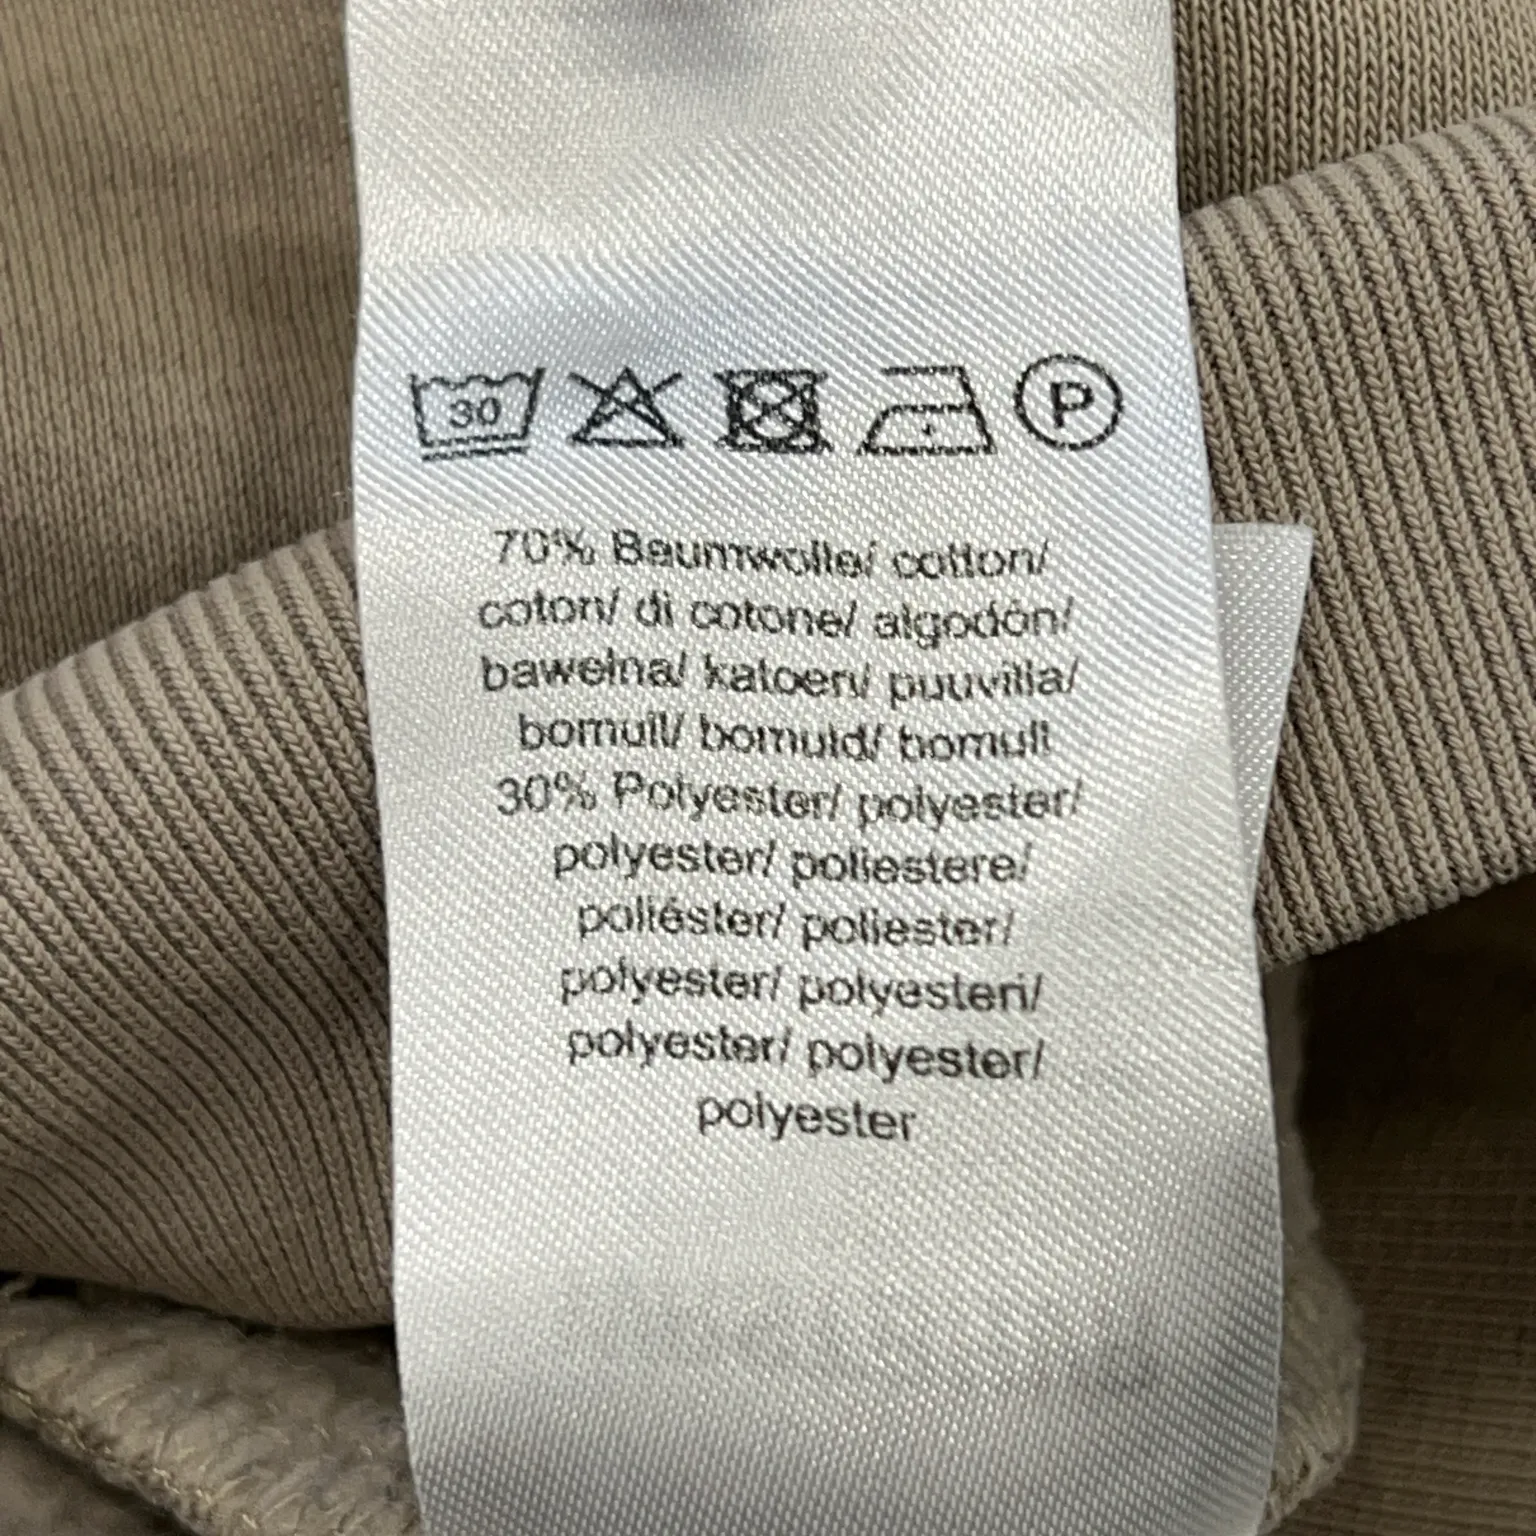 30
P
70% Baumwolle/ cotton/
coton/ di cotone/ algodón/
bawełna/ katoen/ puuvilla/
bomull/ bomuld/ bomull
30% Polyester/ polyester/
polyester/ poliestere/
poliéster/ poliester/
polyester/ polyesteri/
polyester/ polyester/
polyester